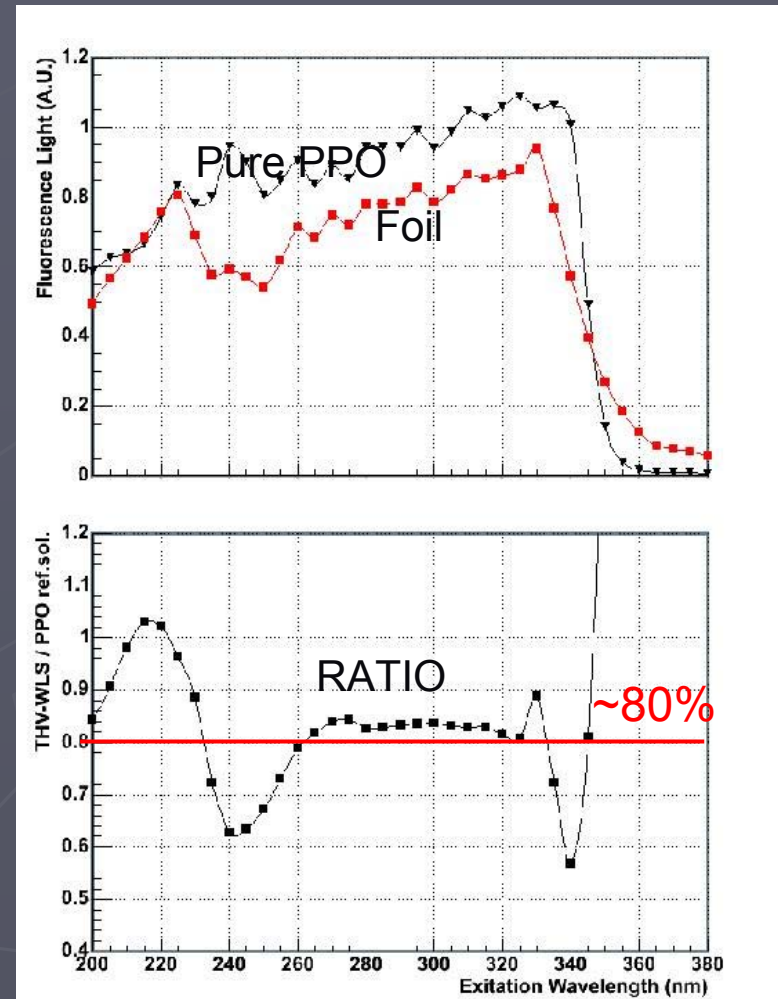 Fluorescence Light (A.U.)
1.2
1
0.8
0.6
0.4
0.2
0
Pure PPO
Foil
THV-WLS / PPO ref.sol.
1.2
1.1
1
0.9
0.8
0.7
0.6
0.5
0.4
RATIO
~80%
200 220 240 260 280 300 320 340 360 380
Exitation Wavelength (nm)